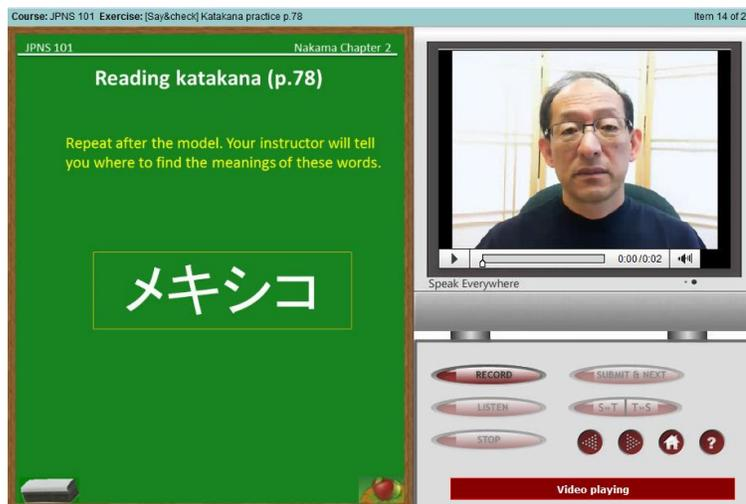 Course: JPNS 101 Exercise: [Say&check] Katakana practice p.78
Item 14 of 2
JPNS 101
Nakama Chapter 2
Reading katakana (p.78)
Repeat after the model. Your instructor will tell
you where to find the meanings of these words.
メキシコ
0:00/0:02
Speak Everywhere
RECORD
SUBMIT & NEXT
LISTEN
S»T T»S
STOP
?
Video playing